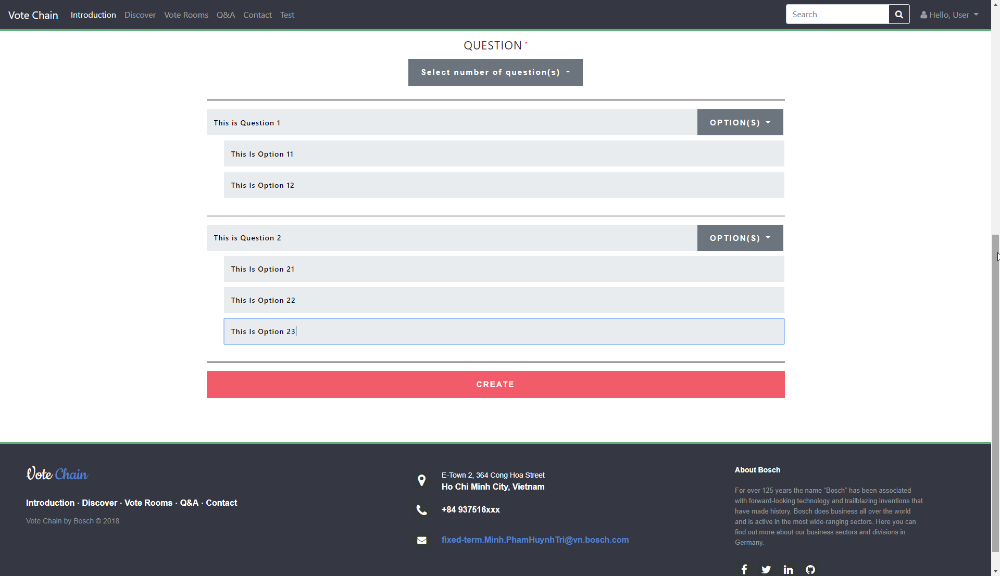 Vote Chain Introduction Discover Vote Rooms Q&A Contact Test Search Hello, User
QUESTION *
Select number of question(s)
This is Question 1 OPTION(S)
This Is Option 11
This Is Option 12
This is Question 2 OPTION(S)
This Is Option 21
This Is Option 22
This Is Option 23
CREATE
Vote Chain
Introduction · Discover · Vote Rooms · Q&A · Contact
Vote Chain by Bosch © 2018
E-Town 2, 364 Cong Hoa Street
Ho Chi Minh City, Vietnam
+84 937516xxx
fixed-term.Minh.PhamHuynhTri@vn.bosch.com
About Bosch
For over 125 years the name “Bosch” has been associated
with forward-looking technology and trailblazing inventions that
have made history. Bosch does business all over the world
and is active in the most wide-ranging sectors. Here you can
find out more about our business sectors and divisions in
Germany.